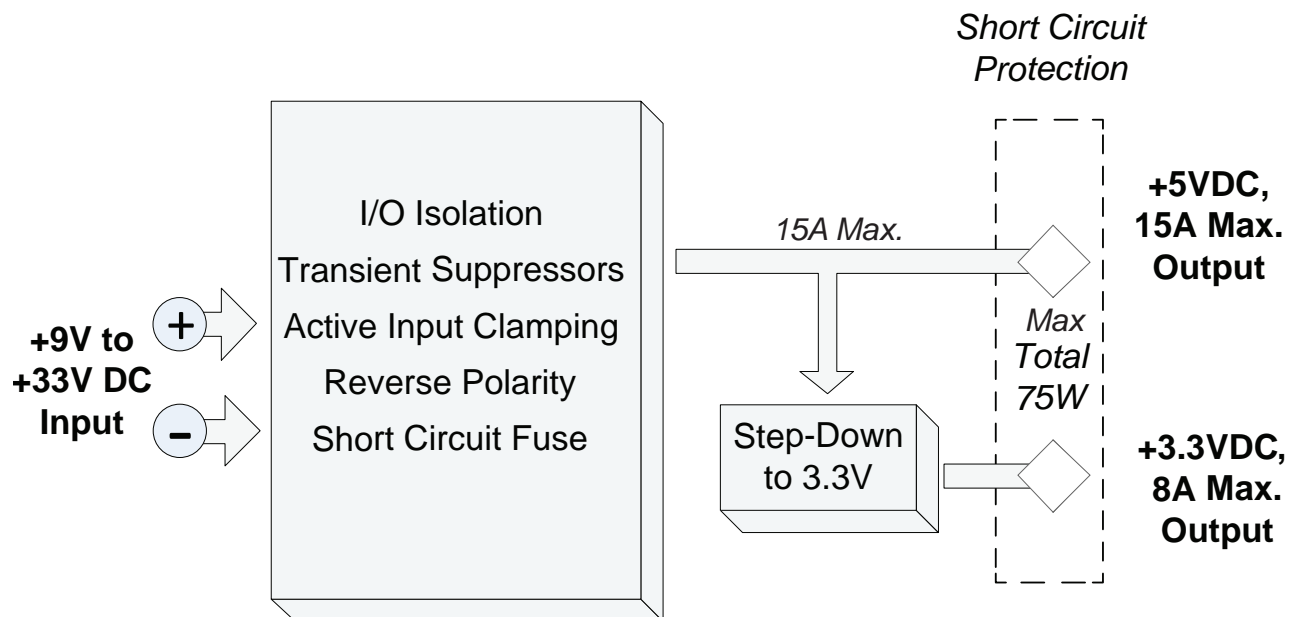 Short Circuit
Protection
+9V to
+33V DC
Input
+
-
I/O Isolation
Transient Suppressors
Active Input Clamping
Reverse Polarity
Short Circuit Fuse
15A Max.
Step-Down
to 3.3V
Max
Total
75W
+5VDC,
15A Max.
Output
+3.3VDC,
8A Max.
Output